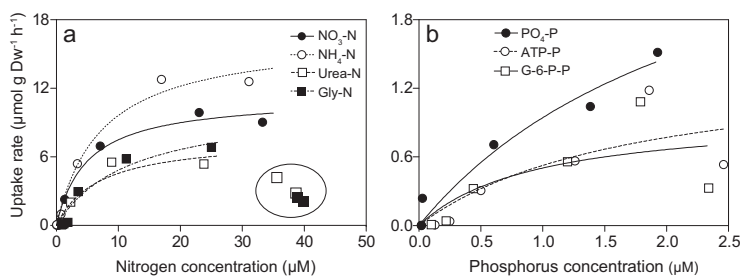 a
NO₃-N
NH₄-N
Urea-N
Gly-N
18
12
6
0
0 10 20 30 40 50
Uptake rate (μmol g Dw⁻¹ h⁻¹)
Nitrogen concentration (μM)
b
PO₄-P
ATP-P
G-6-P-P
1.8
1.2
0.6
0.0
0.0 0.5 1.0 1.5 2.0 2.5
Phosphorus concentration (μM)